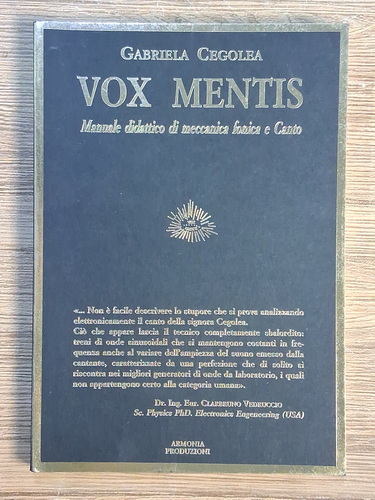 GABRIELA CEGOLEA
VOX MENTIS
Manuale didattico di meccanica fonica e Canto
«... Non è facile descrivere lo stupore che si prova analizzando
elettronicamente il canto della signora Cegolea.
Ciò che appare lascia il tecnico completamente sbalordito:
treni di onde sinusoidali che si mantengono costanti in fre-
quenza anche al variare dell'ampiezza del suono emesso dalla
cantante, caratterizzate da una perfezione che di solito si
riscontra nei migliori generatori di onde da laboratorio, i quali
non appartengono certo alla categoria umana».
Dr. Ing. Eur. CLARBRUNO VEDRUCCIO
Sc. Physics PhD. Electronics Engeneering (USA)
ARMONIA
PRODUZIONI